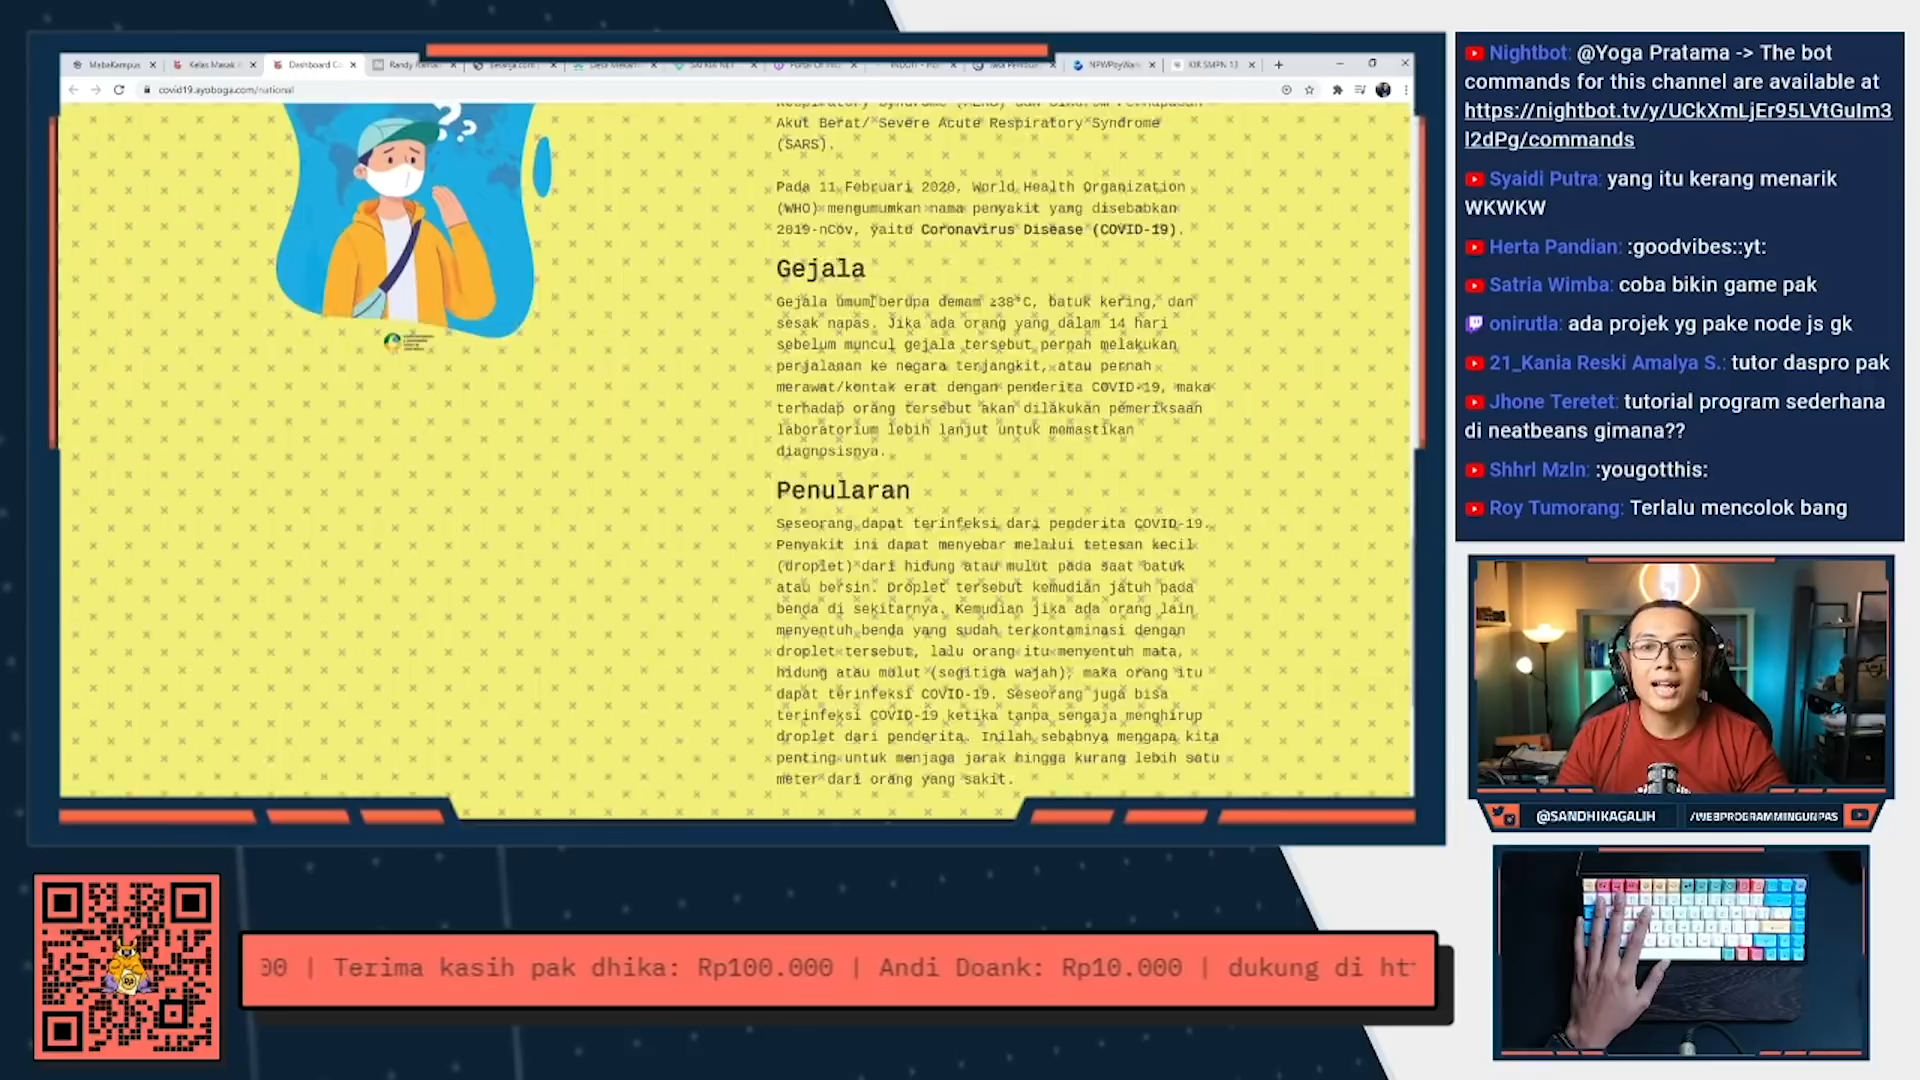 MabaKampus
Kelas Masak
Dashboard C
NPWPoyWan
KIR SMPN 13
covid19.ayoboga.com/national
Akut Berat/ Severe Acute Respiratory Syndrome
(SARS).
Pada 11 Februari 2020, World Health Organization
(WHO) mengumumkan nama penyakit yang disebabkan
2019-nCov, yaitu Coronavirus Disease (COVID-19).
Gejala
Gejala umum berupa demam ≥38°C, batuk kering, dan
sesak napas. Jika ada orang yang dalam 14 hari
sebelum muncul gejala tersebut pernah melakukan
perjalanan ke negara terjangkit, atau pernah
merawat/kontak erat dengan penderita COVID-19, maka
terhadap orang tersebut akan dilakukan pemeriksaan
laboratorium lebih lanjut untuk memastikan
diagnosisnya.
Penularan
Seseorang dapat terinfeksi dari penderita COVID-19.
Penyakit ini dapat menyebar melalui tetesan kecil
(droplet) dari hidung atau mulut pada saat batuk
atau bersin. Droplet tersebut kemudian jatuh pada
benda di sekitarnya. Kemudian jika ada orang lain
menyentuh benda yang sudah terkontaminasi dengan
droplet tersebut, lalu orang itu menyentuh mata,
hidung atau mulut (segitiga wajah), maka orang itu
dapat terinfeksi COVID-19. Seseorang juga bisa
terinfeksi COVID-19 ketika tanpa sengaja menghirup
droplet dari penderita. Inilah sebabnya mengapa kita
penting untuk menjaga jarak hingga kurang lebih satu
meter dari orang yang sakit.
Nightbot: @Yoga Pratama -> The bot
commands for this channel are available at
https://nightbot.tv/y/UCkXmLjEr95LVtGuIm3
l2dPg/commands
Syaidi Putra: yang itu kerang menarik
WKWKW
Herta Pandian: :goodvibes::yt:
Satria Wimba: coba bikin game pak
onirutla: ada projek yg pake node js gk
21_Kania Reski Amalya S.: tutor daspro pak
Jhone Teretet: tutorial program sederhana
di neatbeans gimana??
Shhrl Mzln: :yougotthis:
Roy Tumorang: Terlalu mencolok bang
@SANDHIKAGALIH
/WEBPROGRAMMINGUNPAS
00 | Terima kasih pak dhika: Rp100.000 | Andi Doank: Rp10.000 | dukung di ht